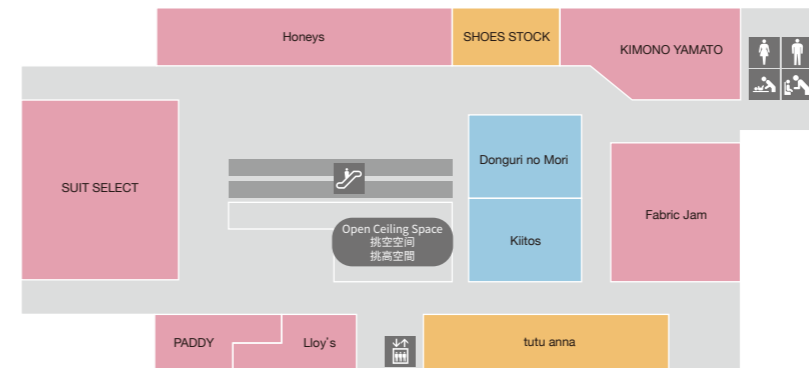 Honeys
SHOES STOCK
KIMONO YAMATO
SUIT SELECT
Donguri no Mori
Fabric Jam
Open Ceiling Space
挑空空间
挑高空間
Kiitos
PADDY
Lloy's
tutu anna